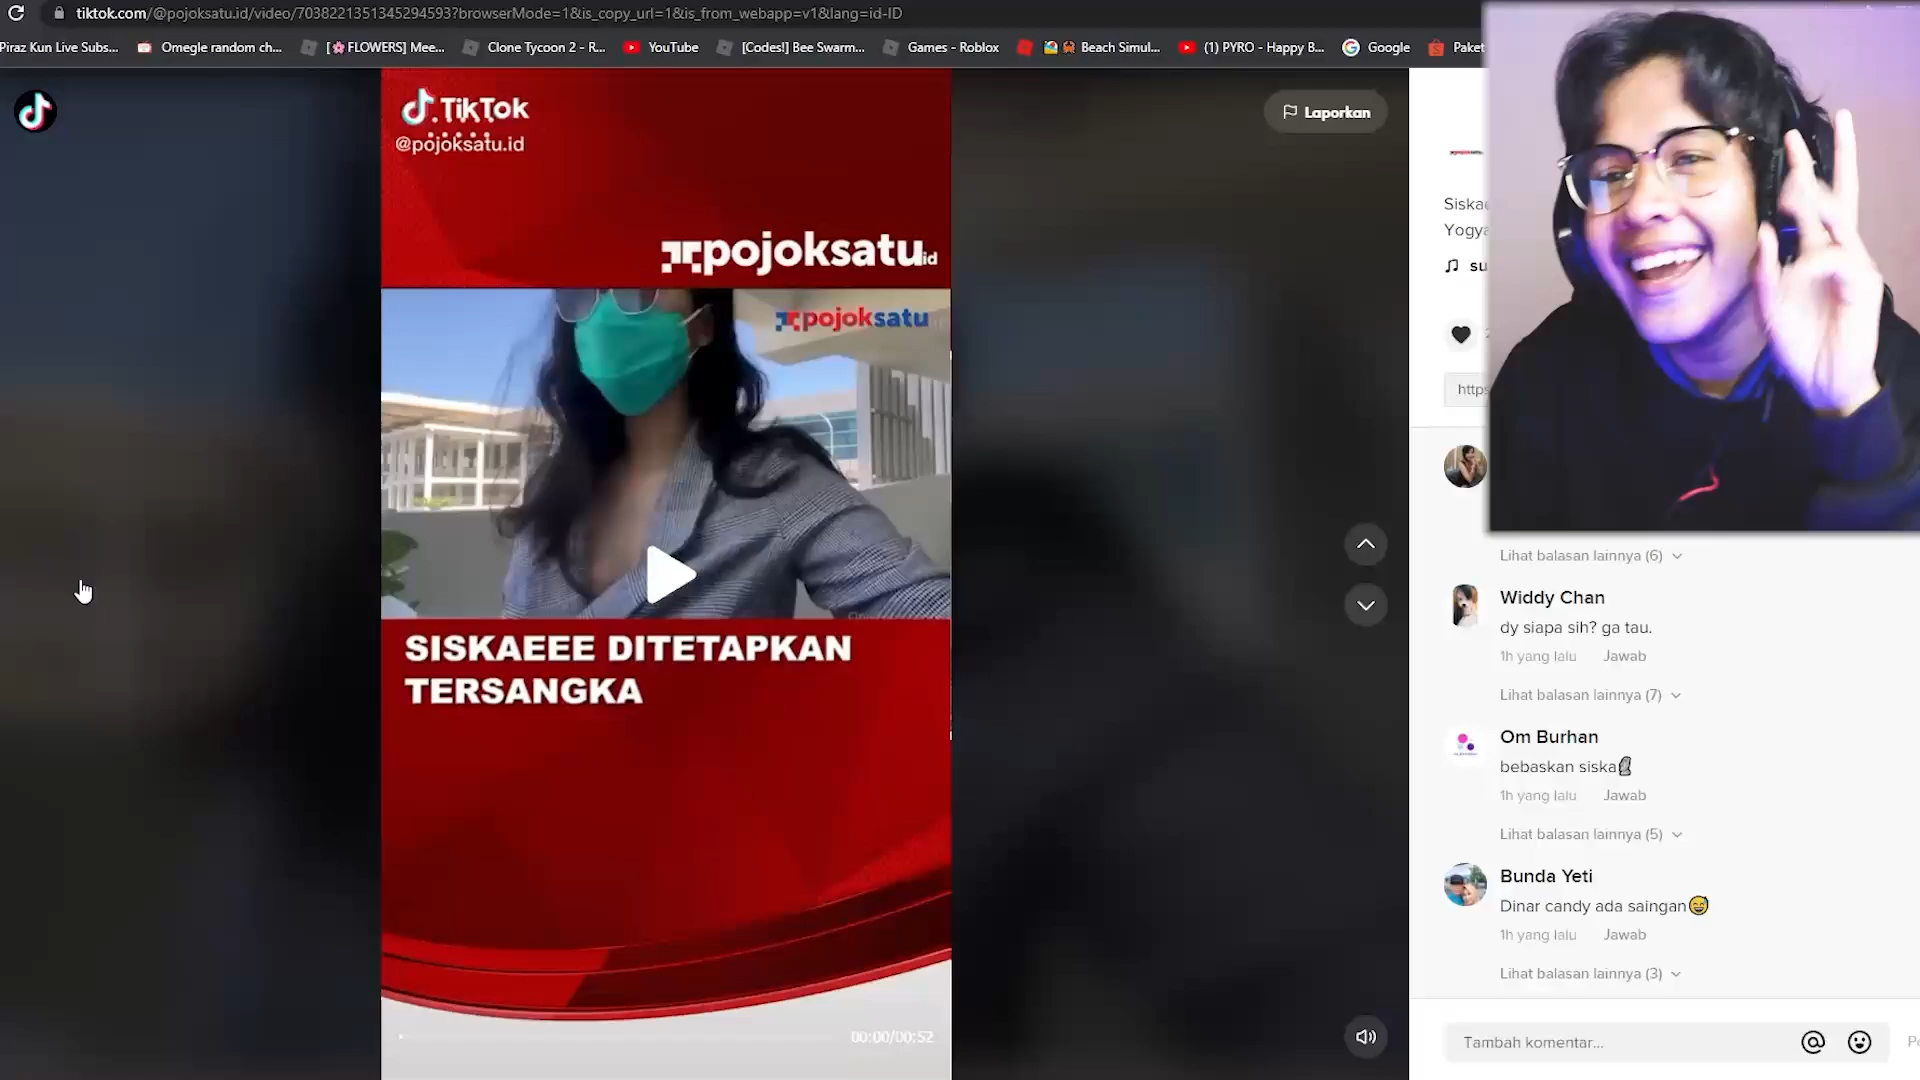 tiktok.com/@pojoksatu.id/video/7038221351345294593?browserMode=1&is_copy_url=1&is_from_webapp=v1&lang=id-ID
Piraz Kun Live Subs...
Omegle random ch...
[🌸FLOWERS] Mee...
Clone Tycoon 2 - R...
YouTube
[Codes!] Bee Swarm...
Games - Roblox
Beach Simul...
(1) PYRO - Happy B...
Google
Paket
TikTok
@pojoksatu.id
Laporkan
pojoksatu.id
pojoksatu
SISKAEEE DITETAPKAN
TERSANGKA
00:00/00:52
Yogya
su
https
Lihat balasan lainnya (6)
Widdy Chan
dy siapa sih? ga tau.
1h yang lalu Jawab
Lihat balasan lainnya (7)
Om Burhan
bebaskan siska🗿
1h yang lalu Jawab
Lihat balasan lainnya (5)
Bunda Yeti
Dinar candy ada saingan😅
1h yang lalu Jawab
Lihat balasan lainnya (3)
Tambah komentar...